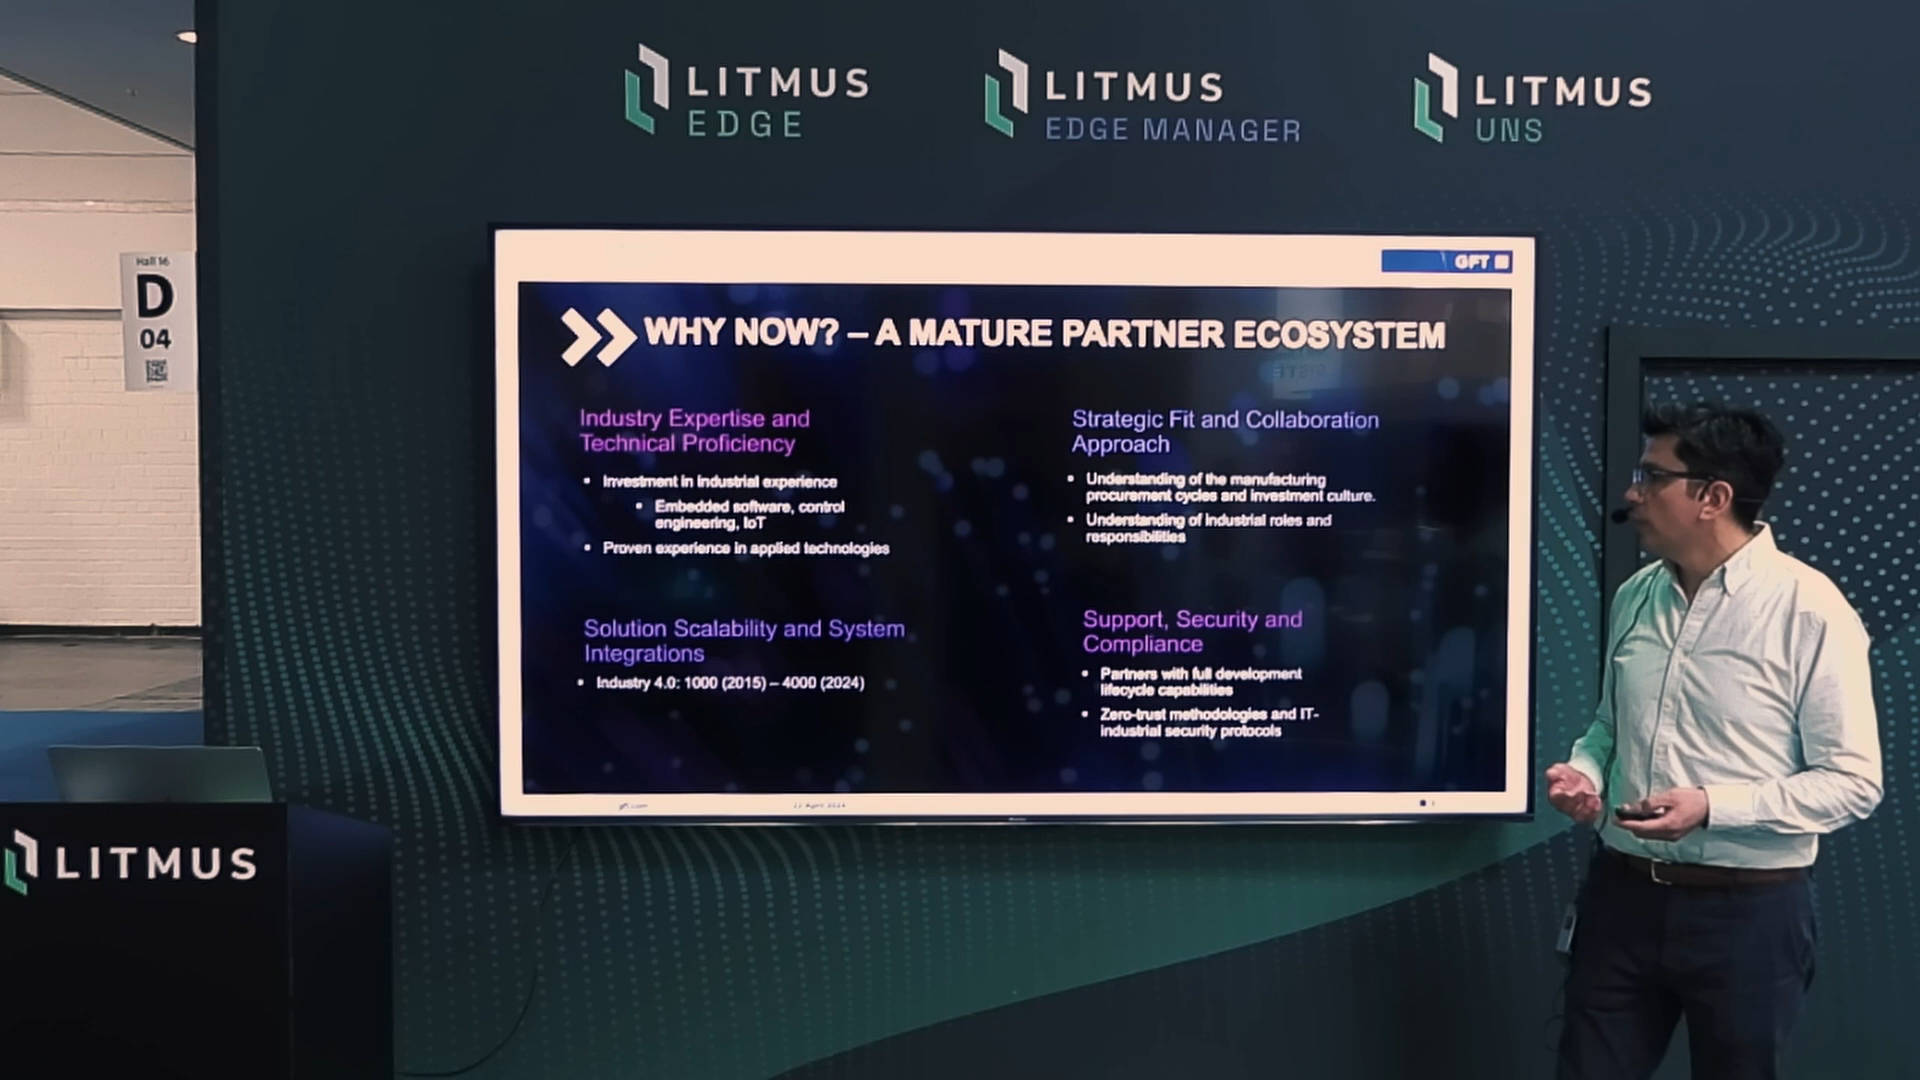 LITMUS
EDGE
LITMUS
EDGE MANAGER
LITMUS
UNS
Hall 16
D
04
GFT
WHY NOW? – A MATURE PARTNER ECOSYSTEM
Industry Expertise and
Technical Proficiency
• Investment in industrial experience
• Embedded software, control
engineering, IoT
• Proven experience in applied technologies
Strategic Fit and Collaboration
Approach
• Understanding of the manufacturing
procurement cycles and investment culture.
• Understanding of industrial roles and
responsibilities
Solution Scalability and System
Integrations
• Industry 4.0: 1000 (2015) – 4000 (2024)
Support, Security and
Compliance
• Partners with full development
lifecycle capabilities
• Zero-trust methodologies and IT-
industrial security protocols
gft.com
April 2024
LITMUS